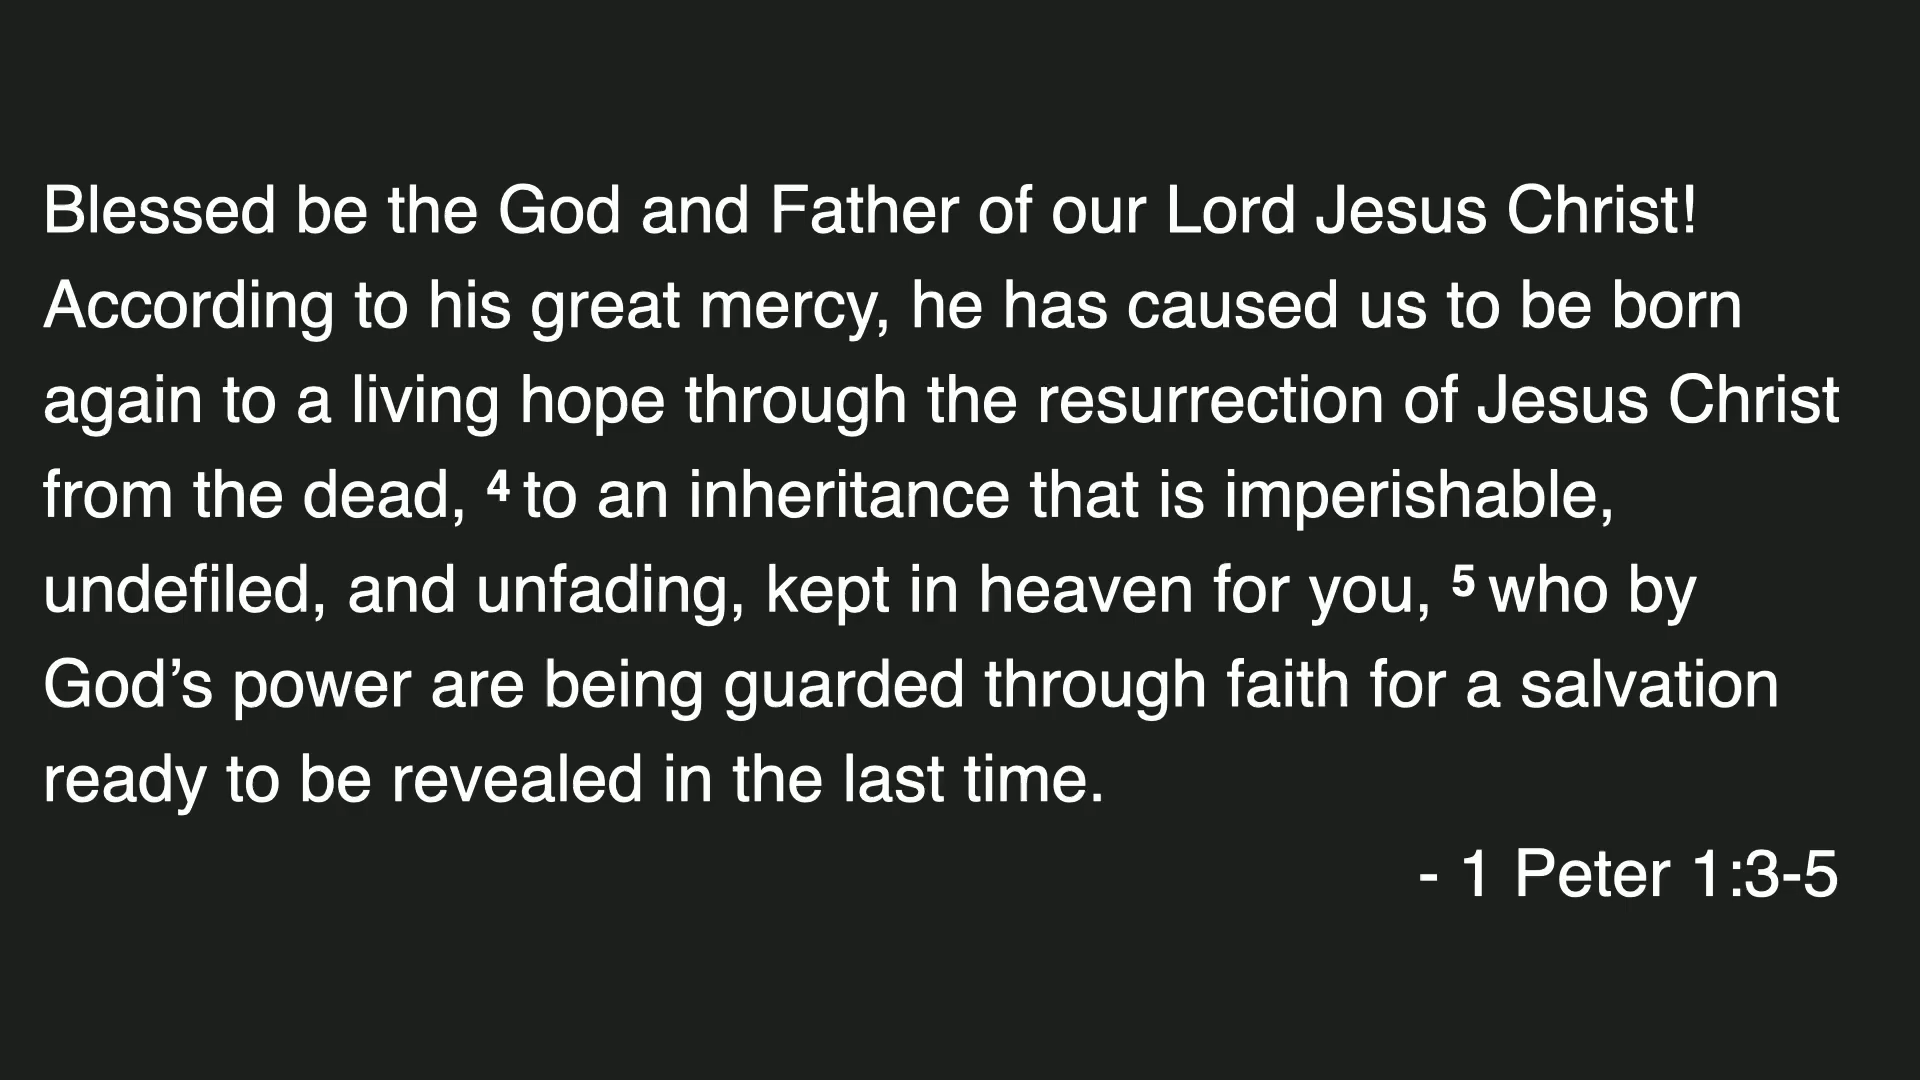 Blessed be the God and Father of our Lord Jesus Christ!
According to his great mercy, he has caused us to be born
again to a living hope through the resurrection of Jesus Christ
from the dead, 4 to an inheritance that is imperishable,
undefiled, and unfading, kept in heaven for you, 5 who by
God’s power are being guarded through faith for a salvation
ready to be revealed in the last time.
- 1 Peter 1:3-5